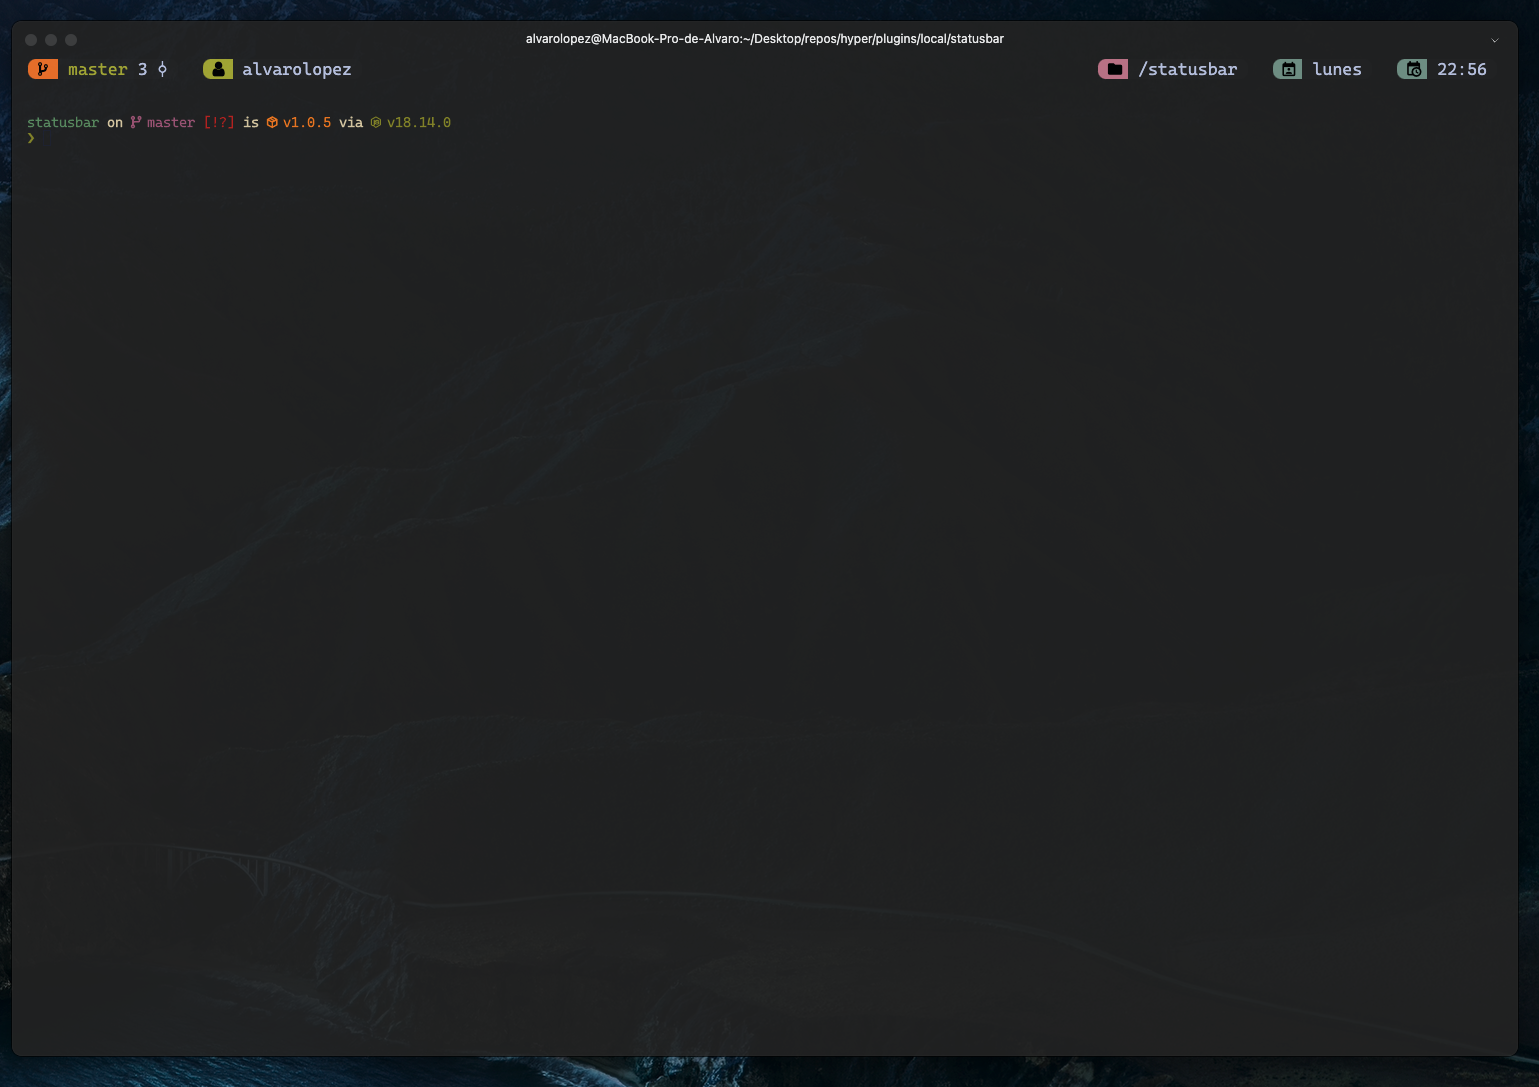 alvarolopez@MacBook-Pro-de-Alvaro:~/Desktop/repos/hyper/plugins/local/statusbar
master 3 alvarolopez /statusbar lunes 22:56
statusbar on master [!?] is v1.0.5 via v18.14.0
❯